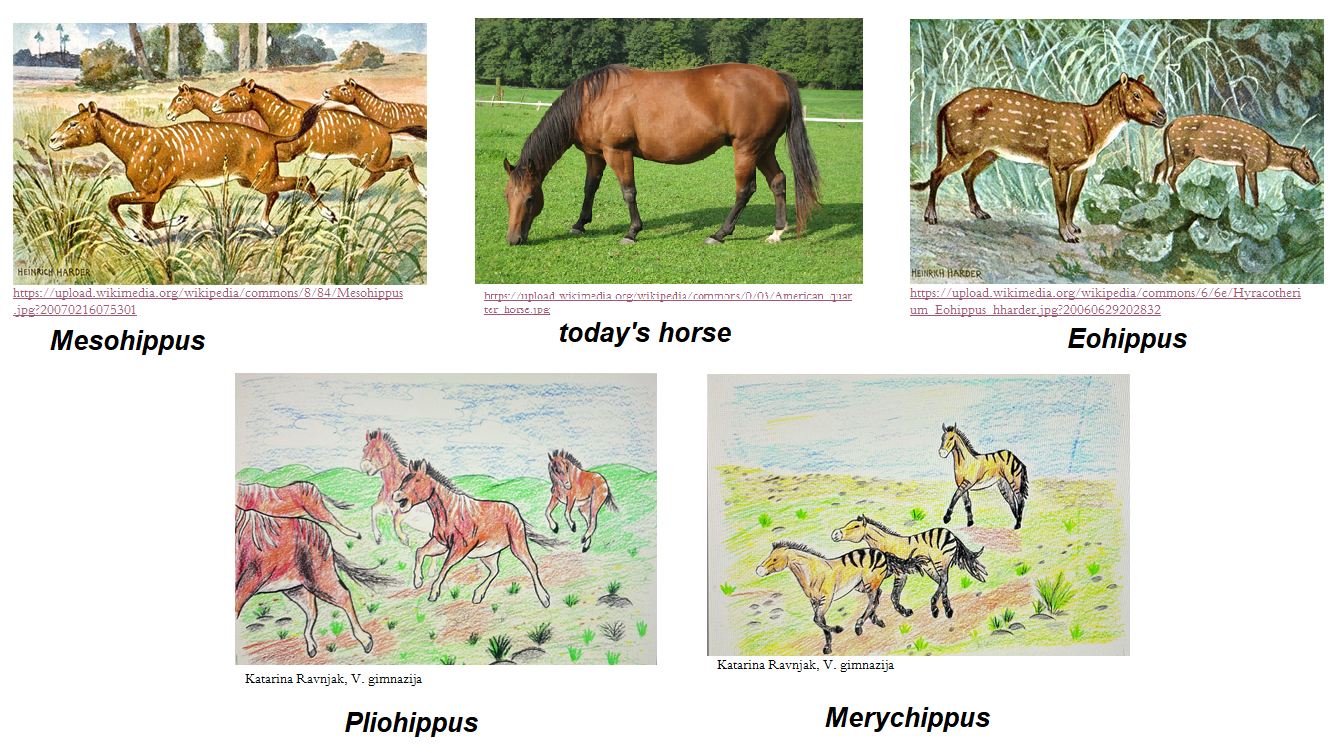 HEINRICH HARDER
HEINRICH HARDER
https://upload.wikimedia.org/wikipedia/commons/8/84/Mesohippus
.jpg?20070216075301
https://upload.wikimedia.org/wikipedia/commons/0/05/American_quar
ter_horse.jpg
https://upload.wikimedia.org/wikipedia/commons/6/6e/Hyracotheri
um_Eohippus_hharder.jpg?20060629202832
Mesohippus
today's horse
Eohippus
Katarina Ravnjak, V. gimnazija
Katarina Ravnjak, V. gimnazija
Pliohippus
Merychippus